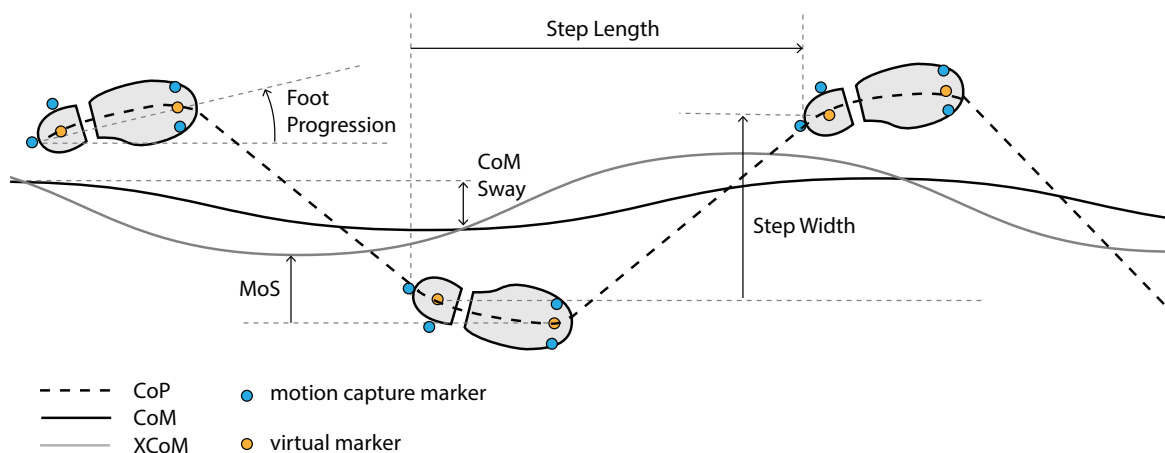 Step Length
Foot
Progression
CoM
Sway
Step Width
MoS
CoP
CoM
XCoM
motion capture marker
virtual marker